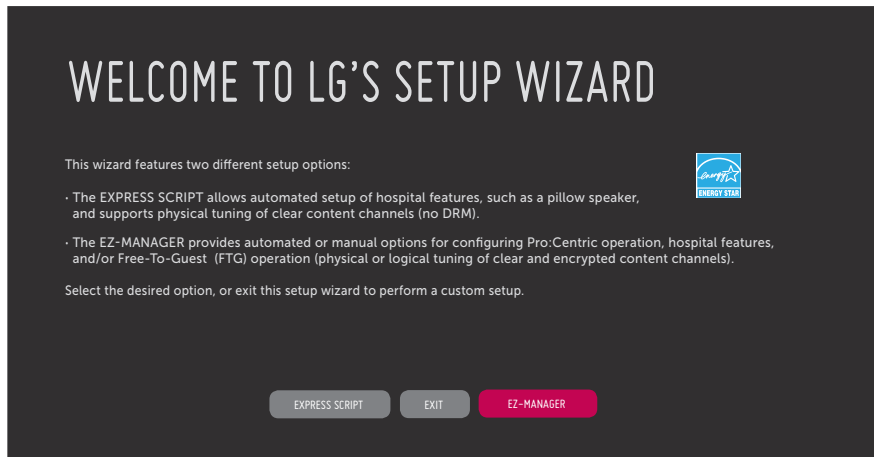 WELCOME TO LG'S SETUP WIZARD
This wizard features two different setup options:
· The EXPRESS SCRIPT allows automated setup of hospital features, such as a pillow speaker,
and supports physical tuning of clear content channels (no DRM).
· The EZ-MANAGER provides automated or manual options for configuring Pro:Centric operation, hospital features,
and/or Free-To-Guest (FTG) operation (physical or logical tuning of clear and encrypted content channels).
Select the desired option, or exit this setup wizard to perform a custom setup.
energy
ENERGY STAR
EXPRESS SCRIPT
EXIT
EZ-MANAGER